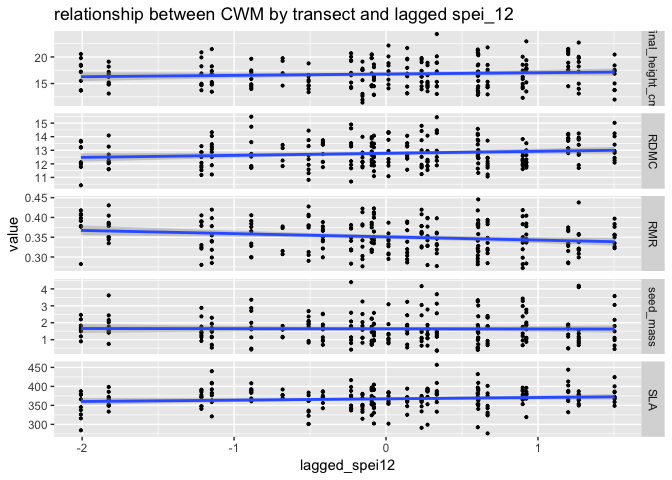 relationship between CWM by transect and lagged spei_12
20
15
inal_height_cn
15
14
13
12
11
RDMC
0.45
0.40
0.35
0.30
RMR
4
3
2
1
seed_mass
450
400
350
300
SLA
value
-2
-1
0
1
lagged_spei12